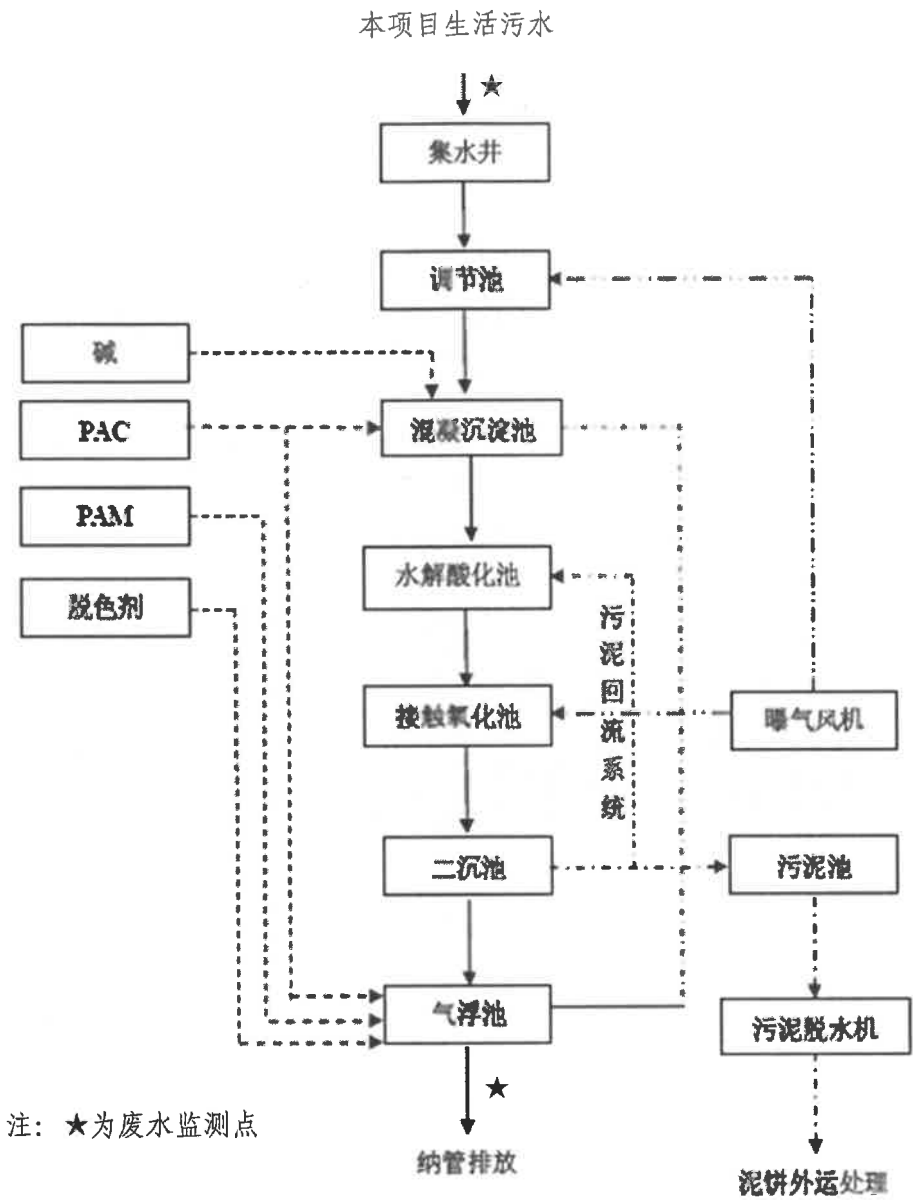 本项目生活污水
★
集水井
调节池
碱
PAC
混凝沉淀池
PAM
水解酸化池
脱色剂
污泥回流系统
接触氧化池
曝气风机
二沉池
污泥池
气浮池
污泥脱水机
★
注：★为废水监测点
纳管排放
泥饼外运处理